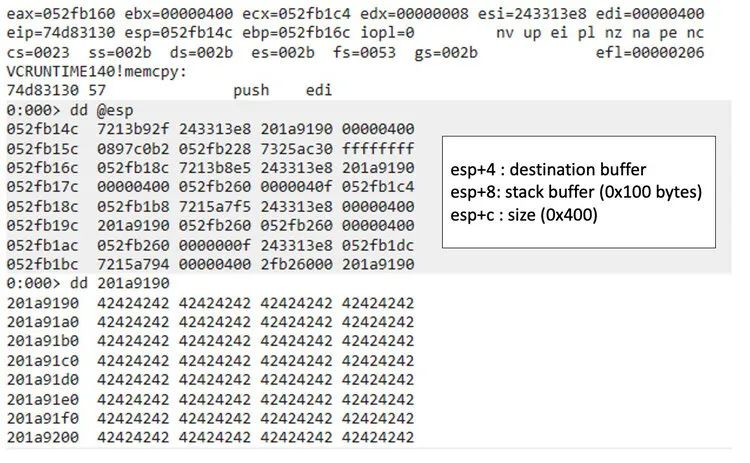 eax=052fb160 ebx=00000400 ecx=052fb1c4 edx=00000008 esi=243313e8 edi=00000400
eip=74d83130 esp=052fb14c ebp=052fb16c iopl=0 nv up ei pl nz na pe nc
cs=0023 ss=002b ds=002b es=002b fs=0053 gs=002b efl=00000206
VCRUNTIME140!memcpy:
74d83130 57 push edi
0:000> dd @esp
052fb14c 7213b92f 243313e8 201a9190 00000400
052fb15c 0897c0b2 052fb228 7325ac30 ffffffff
052fb16c 052fb18c 7213b8e5 243313e8 201a9190
052fb17c 00000400 052fb260 0000040f 052fb1c4
052fb18c 052fb1b8 7215a7f5 243313e8 00000400
052fb19c 201a9190 052fb260 052fb260 00000400
052fb1ac 052fb260 0000000f 243313e8 052fb1dc
052fb1bc 7215a794 00000400 2fb26000 201a9190
esp+4 : destination buffer
esp+8: stack buffer (0x100 bytes)
esp+c : size (0x400)
0:000> dd 201a9190
201a9190 42424242 42424242 42424242 42424242
201a91a0 42424242 42424242 42424242 42424242
201a91b0 42424242 42424242 42424242 42424242
201a91c0 42424242 42424242 42424242 42424242
201a91d0 42424242 42424242 42424242 42424242
201a91e0 42424242 42424242 42424242 42424242
201a91f0 42424242 42424242 42424242 42424242
201a9200 42424242 42424242 42424242 42424242